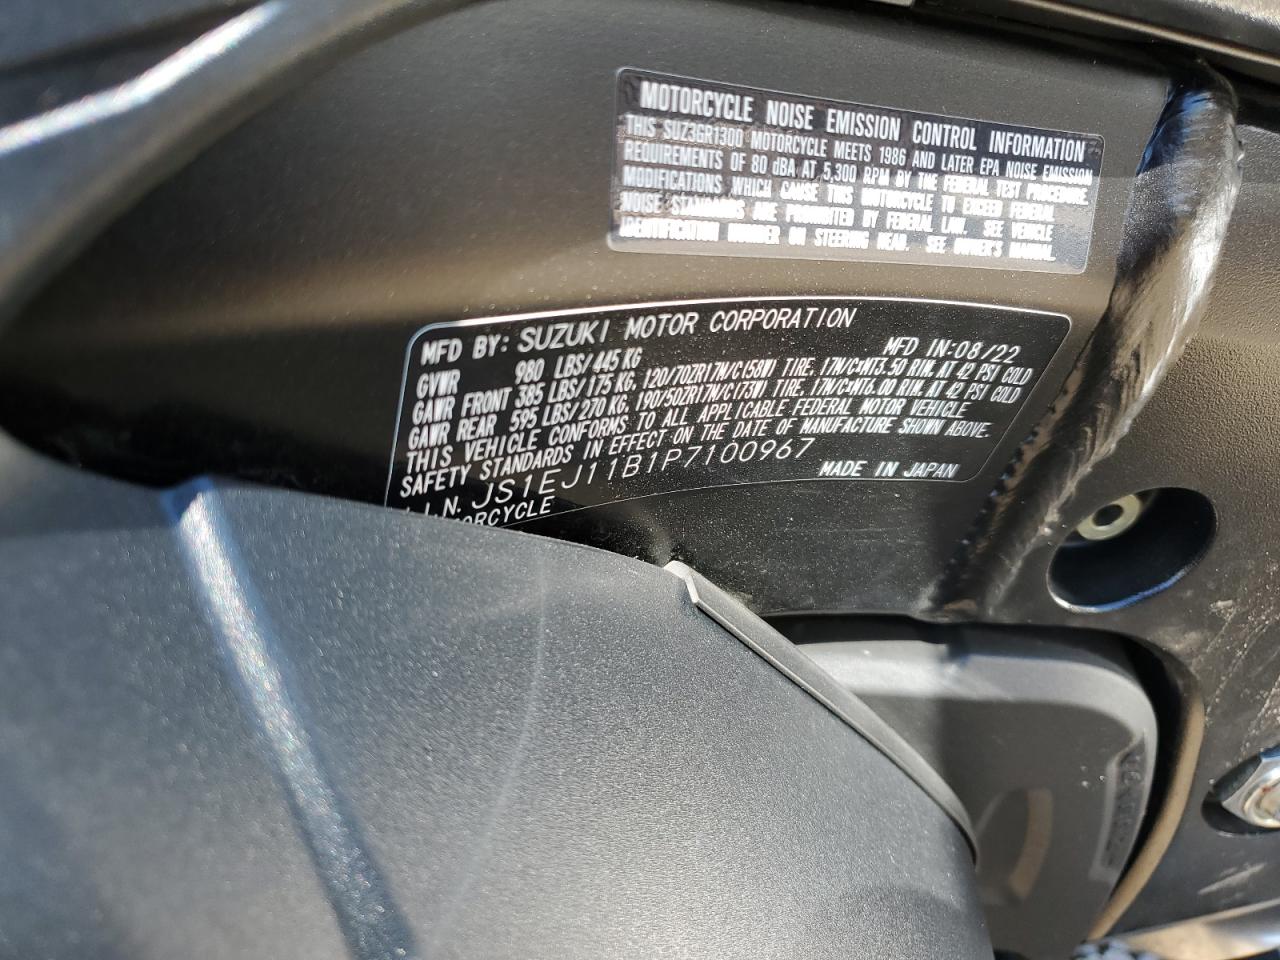 MOTORCYCLE NOISE EMISSION CONTROL INFORMATION
THIS SUZ3GR1300 MOTORCYCLE MEETS 1986 AND LATER EPA NOISE EMISSION
REQUIREMENTS OF 80 dBA AT 5,300 RPM BY THE FEDERAL TEST PROCEDURE.
MODIFICATIONS WHICH CAUSE THIS MOTORCYCLE TO EXCEED FEDERAL
NOISE STANDARDS ARE PROHIBITED BY FEDERAL LAW. SEE VEHICLE
IDENTIFICATION NUMBER ON STEERING HEAD. SEE OWNER'S MANUAL.
MFD BY: SUZUKI MOTOR CORPORATION
MFD IN:08/22
GVWR 980 LBS/445 KG
GAWR FRONT 385 LBS/175 KG, 120/70ZR17M/C(58W) TIRE, 17M/CxMT3.50 RIM, AT 42 PSI COLD
GAWR REAR 595 LBS/270 KG, 190/50ZR17M/C(73W) TIRE, 17M/CxMT6.00 RIM, AT 42 PSI COLD
THIS VEHICLE CONFORMS TO ALL APPLICABLE FEDERAL MOTOR VEHICLE
SAFETY STANDARDS IN EFFECT ON THE DATE OF MANUFACTURE SHOWN ABOVE.
V.I.N. JS1EJ11B1P7100967
MADE IN JAPAN